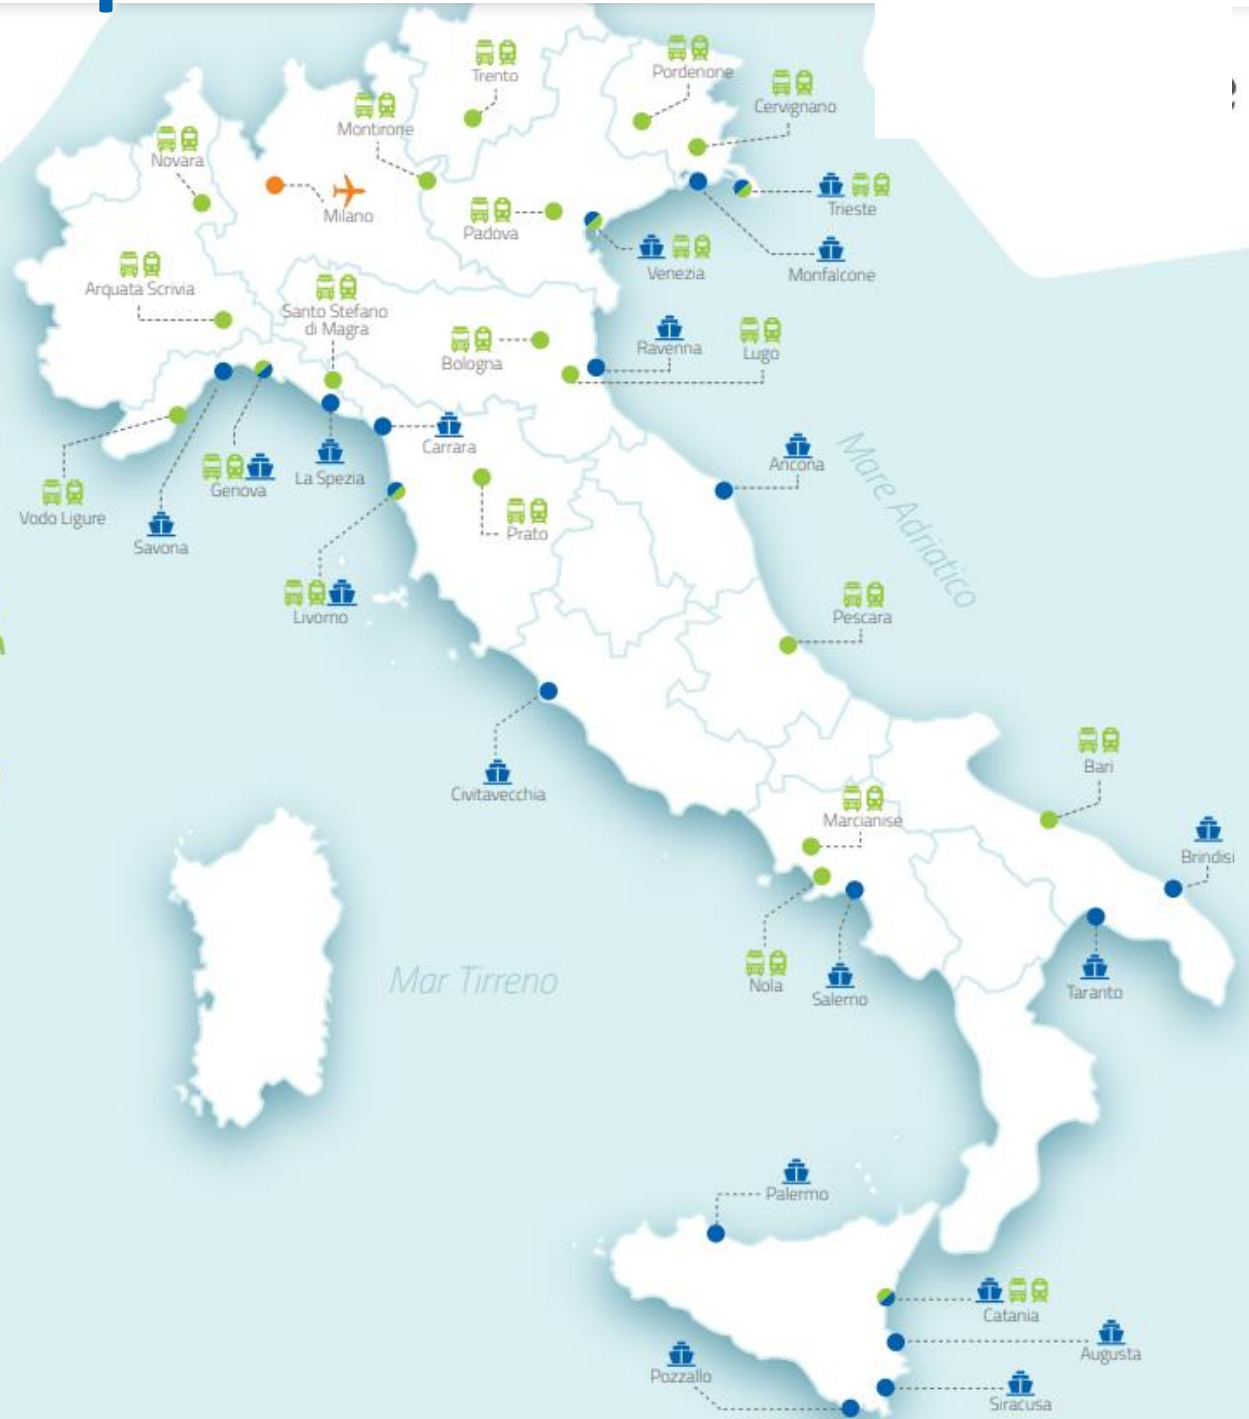 Trento
Pordenone
Cervignano
Montirone
Novara
Milano
Trieste
Padova
Venezia
Monfalcone
Arquata Scrivia
Santo Stefano
di Magra
Ravenna
Lugo
Bologna
Carrara
Ancona
Mare Adriatico
La Spezia
Genova
Vodo Ligure
Savona
Prato
Livorno
Pescara
Civitavecchia
Bari
Marcianise
Brindisi
Mar Tirreno
Nola
Salerno
Taranto
Palermo
Catania
Augusta
Pozzallo
Siracusa